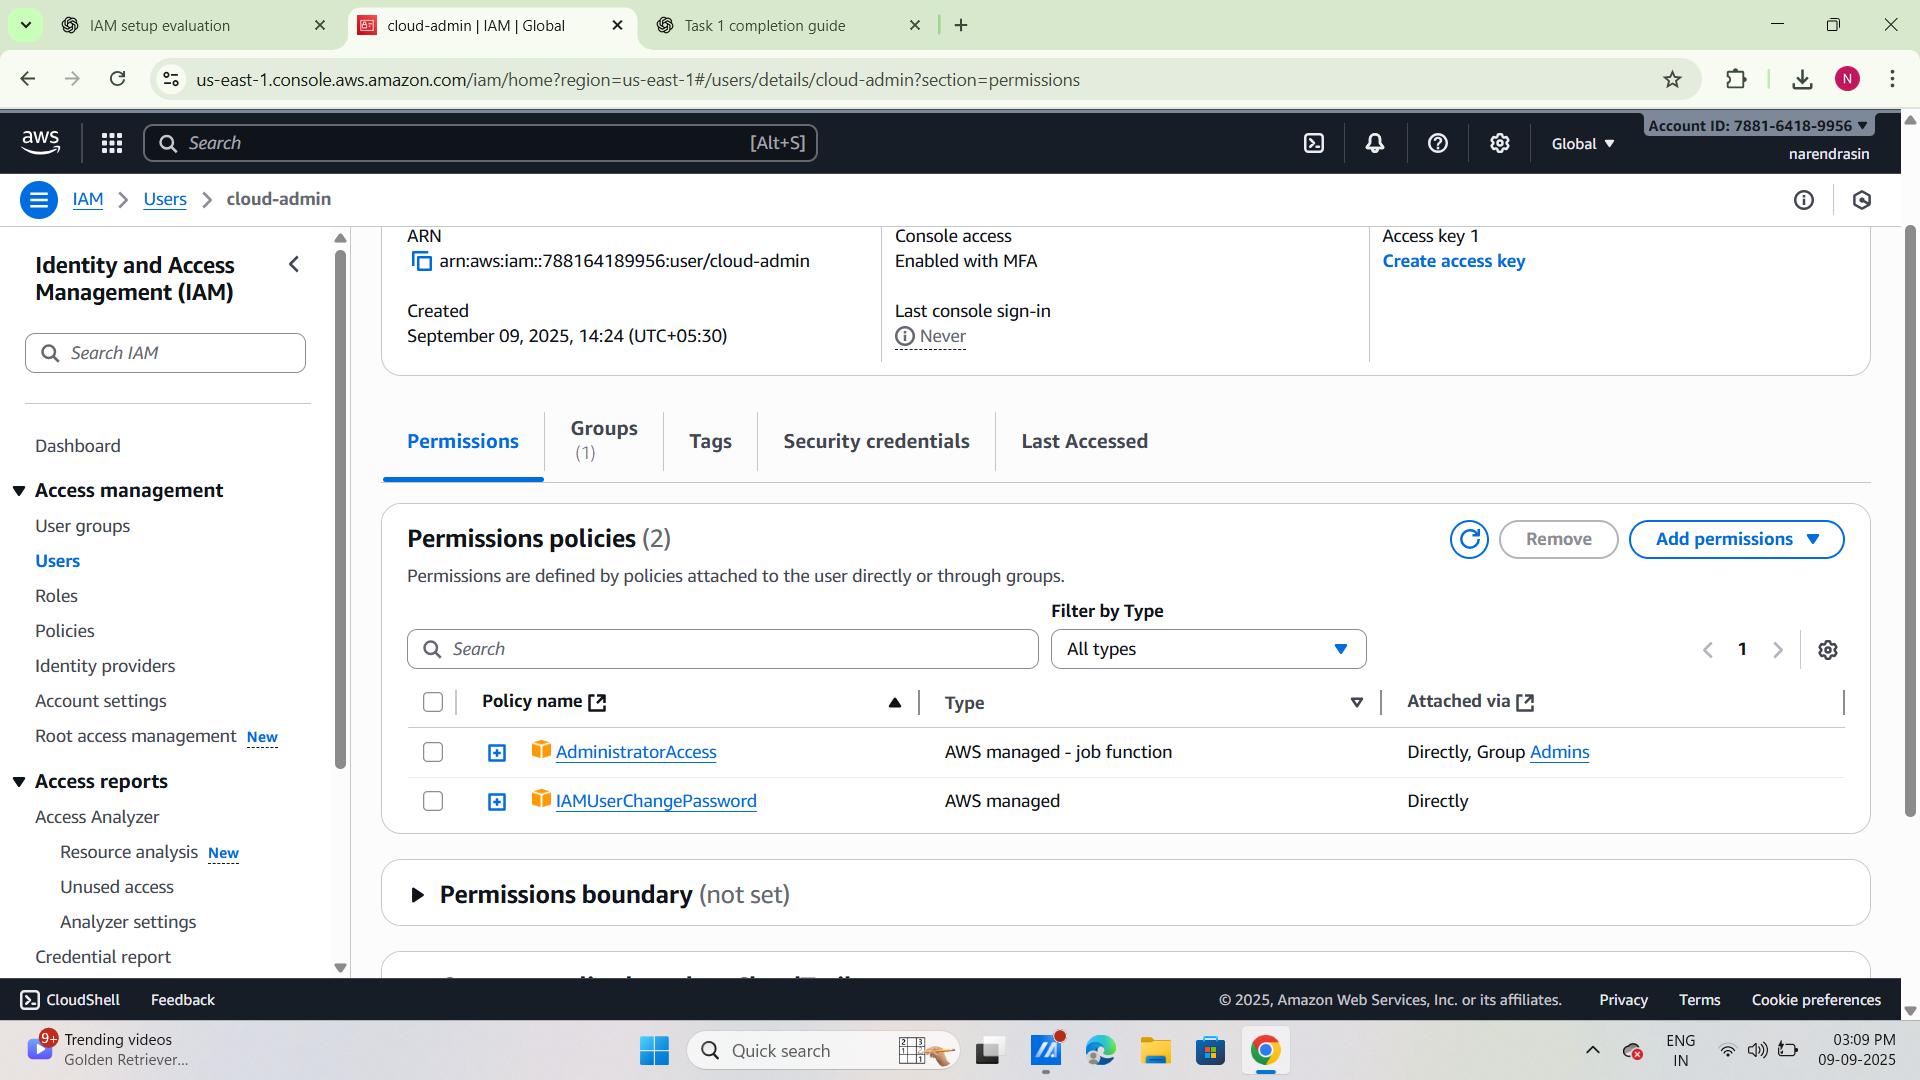 IAM setup evaluation
cloud-admin | IAM | Global
Task 1 completion guide
us-east-1.console.aws.amazon.com/iam/home?region=us-east-1#/users/details/cloud-admin?section=permissions
N
aws
Search
[Alt+S]
Global
Account ID: 7881-6418-9956
narendrasin
IAM
Users
cloud-admin
Identity and Access Management (IAM)
Search IAM
Dashboard
Access management
User groups
Users
Roles
Policies
Identity providers
Account settings
Root access management New
Access reports
Access Analyzer
Resource analysis New
Unused access
Analyzer settings
Credential report
ARN
arn:aws:iam::788164189956:user/cloud-admin
Created
September 09, 2025, 14:24 (UTC+05:30)
Console access
Enabled with MFA
Last console sign-in
Never
Access key 1
Create access key
Permissions
Groups
(1)
Tags
Security credentials
Last Accessed
Permissions policies (2)
Remove
Add permissions
Permissions are defined by policies attached to the user directly or through groups.
Filter by Type
Search
All types
1
Policy name
Type
Attached via
AdministratorAccess
AWS managed - job function
Directly, Group Admins
IAMUserChangePassword
AWS managed
Directly
Permissions boundary (not set)
CloudShell
Feedback
© 2025, Amazon Web Services, Inc. or its affiliates.
Privacy
Terms
Cookie preferences
9+
Trending videos
Golden Retriever...
Quick search
ENG
IN
03:09 PM
09-09-2025